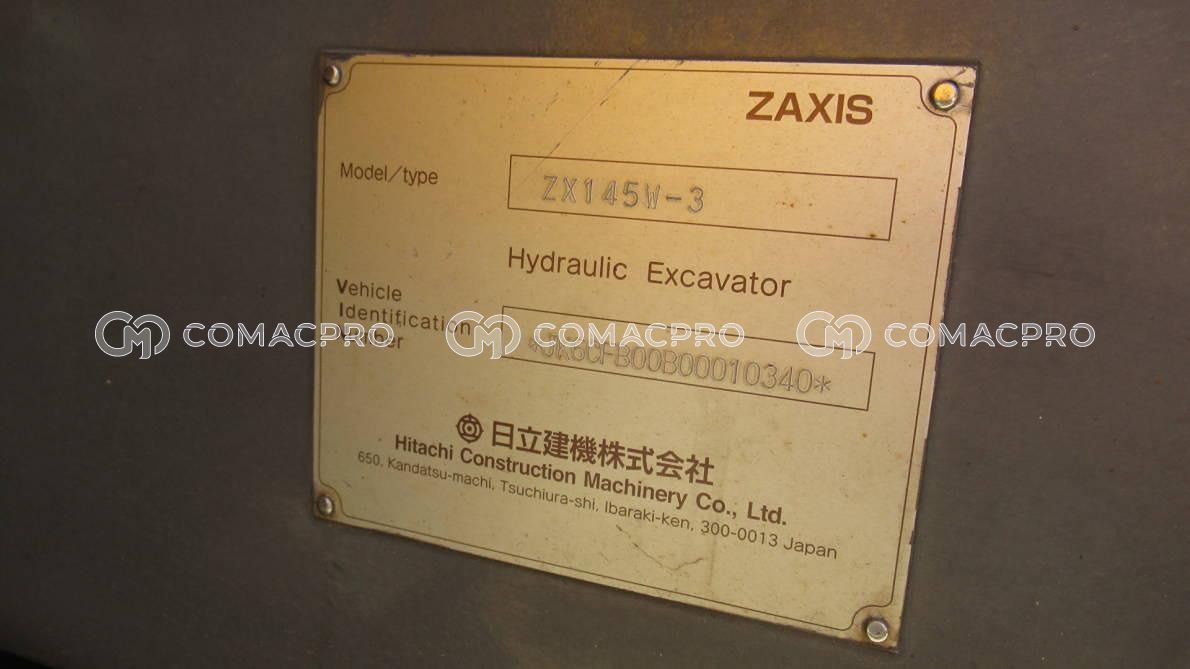 ZAXIS
Model/type
ZX145W-3
Hydraulic Excavator
Vehicle
Identification
Number
COMACPRO COMACPRO COMACPRO
日立建機株式会社
Hitachi Construction Machinery Co., Ltd.
650, Kandatsu-machi, Tsuchiura-shi, Ibaraki-ken, 300-0013 Japan